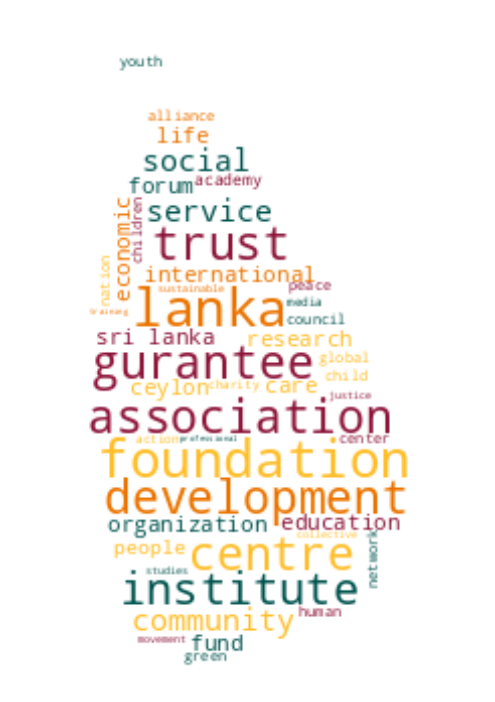 youth
alliance
life
social
forum academy
economic
children
service
trust
nation
international
sustainable
peace
training
lanka
media
council
sri lanka research
gurantee
global
ceylon charity care child
justice
association
action professional center
foundation
development
organization education
collective
people centre
network
studies
institute
community human
movement fund
green